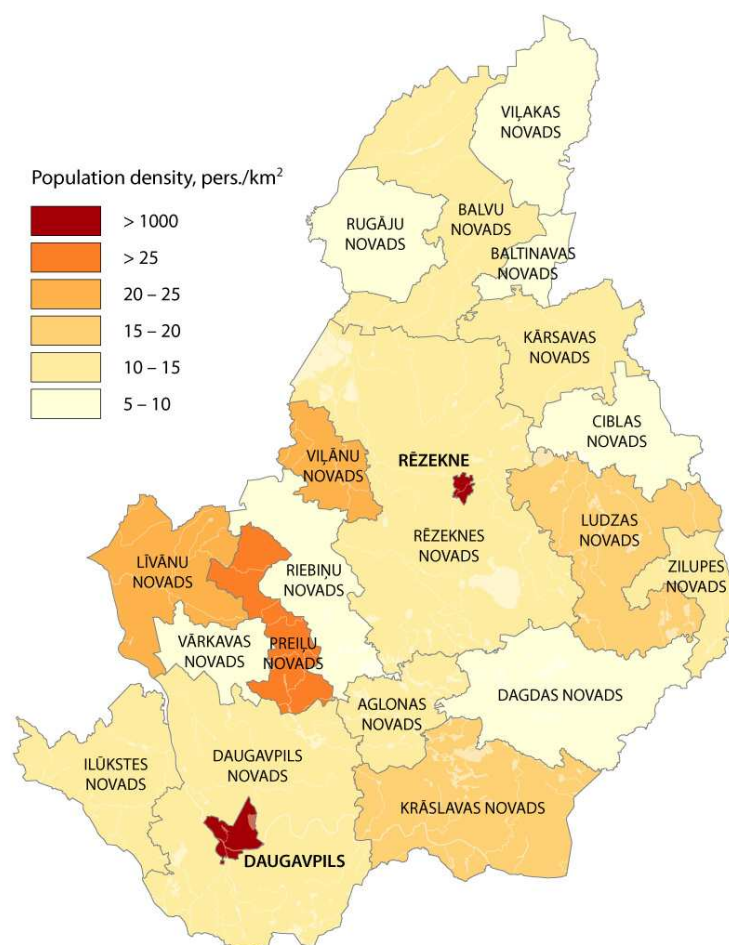 Population density, pers./km²
> 1000
> 25
20 – 25
15 – 20
10 – 15
5 – 10
VIĻAKAS
NOVADS
RUGĀJU
NOVADS
BALVU
NOVADS
BALTINAVAS
NOVADS
KĀRSAVAS
NOVADS
CIBLAS
NOVADS
VIĻĀNU
NOVADS
RĒZEKNE
RĒZEKNES
NOVADS
LUDZAS
NOVADS
ZILUPES
NOVADS
LĪVĀNU
NOVADS
RIEBIŅU
NOVADS
VĀRKAVAS
NOVADS
PREIĻU
NOVADS
AGLONAS
NOVADS
DAGDAS NOVADS
ILŪKSTES
NOVADS
DAUGAVPILS
NOVADS
KRĀSLAVAS NOVADS
DAUGAVPILS